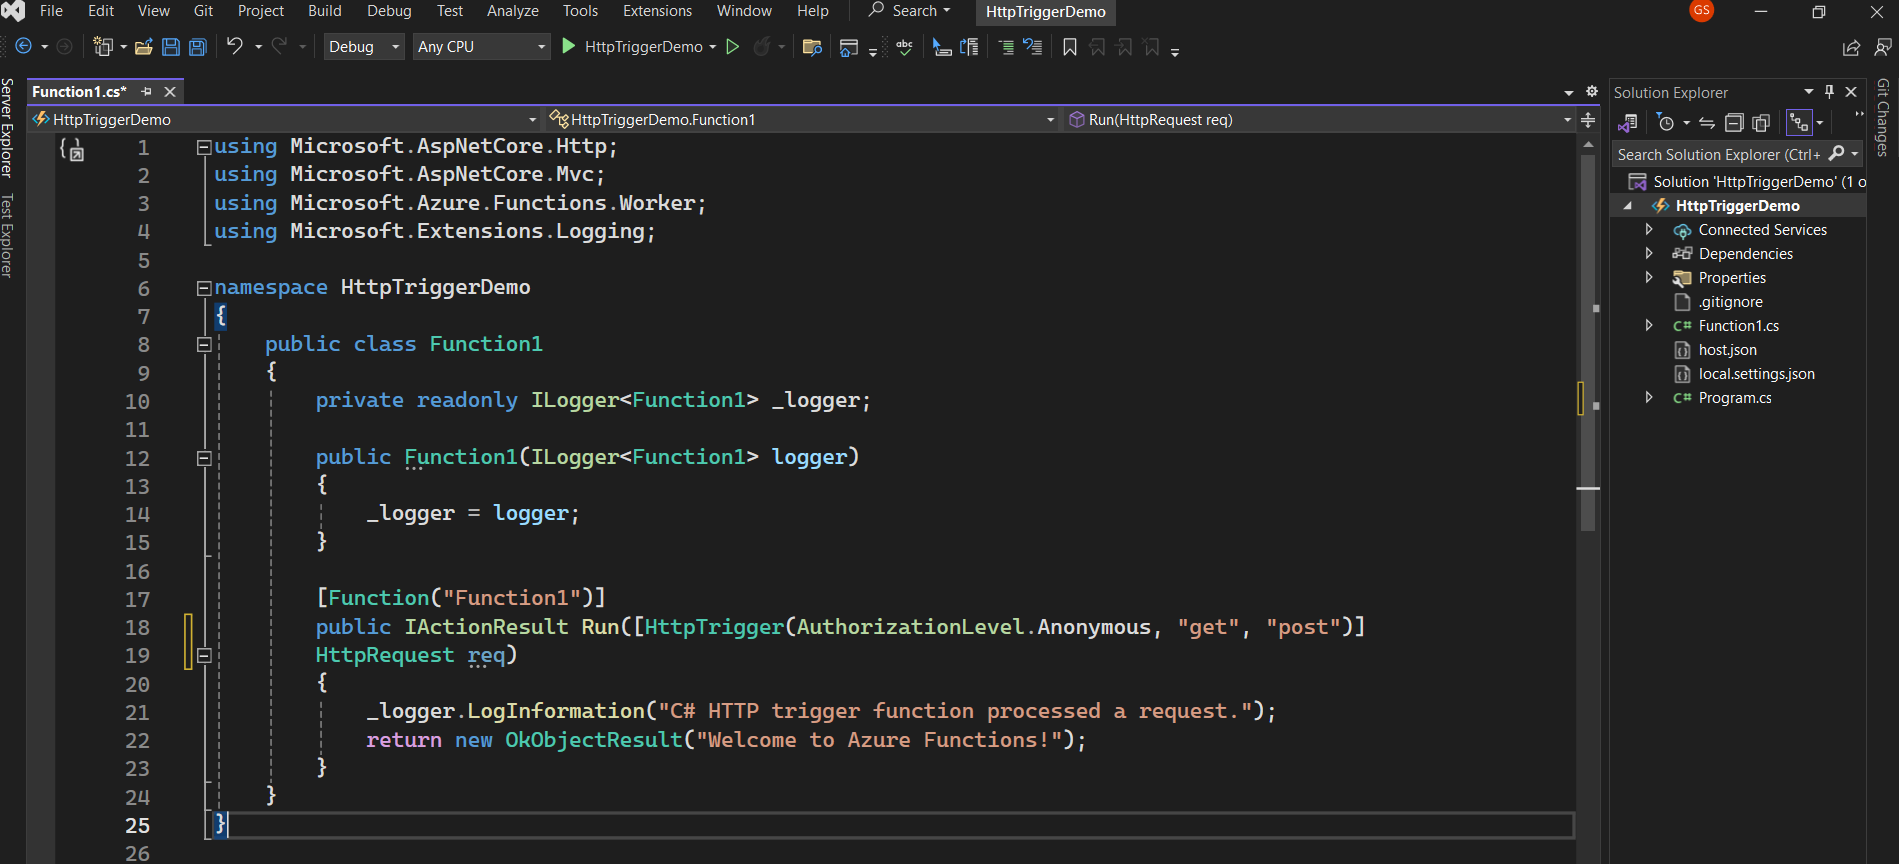 File Edit View Git Project Build Debug Test Analyze Tools Extensions Window Help Search HttpTriggerDemo GS
Debug Any CPU HttpTriggerDemo abc
Server Explorer
Test Explorer
Function1.cs*
HttpTriggerDemo HttpTriggerDemo.Function1 Run(HttpRequest req)
1 using Microsoft.AspNetCore.Http;
2 using Microsoft.AspNetCore.Mvc;
3 using Microsoft.Azure.Functions.Worker;
4 using Microsoft.Extensions.Logging;
5
6 namespace HttpTriggerDemo
7 {
8 public class Function1
9 {
10 private readonly ILogger<Function1> _logger;
11
12 public Function1(ILogger<Function1> logger)
13 {
14 _logger = logger;
15 }
16
17 [Function("Function1")]
18 public IActionResult Run([HttpTrigger(AuthorizationLevel.Anonymous, "get", "post")]
19 HttpRequest req)
20 {
21 _logger.LogInformation("C# HTTP trigger function processed a request.");
22 return new OkObjectResult("Welcome to Azure Functions!");
23 }
24 }
25 }
26
Solution Explorer
Search Solution Explorer (Ctrl+
Solution 'HttpTriggerDemo' (1 o
HttpTriggerDemo
Connected Services
Dependencies
Properties
.gitignore
C# Function1.cs
host.json
local.settings.json
C# Program.cs
Git Changes